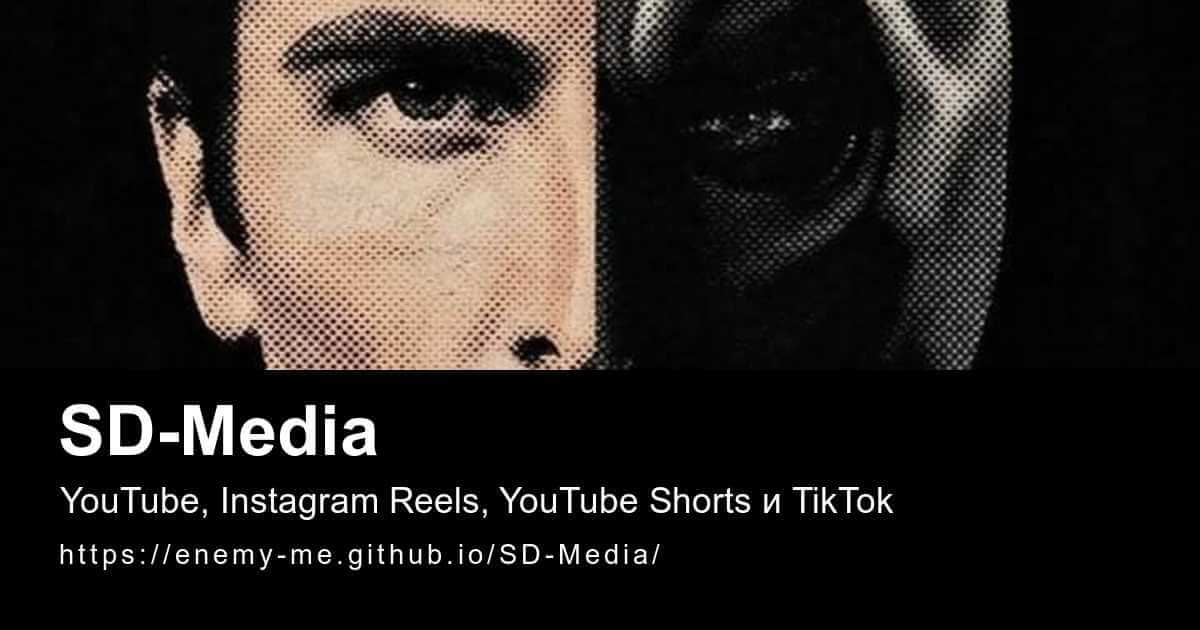 SD-Media
YouTube, Instagram Reels, YouTube Shorts и TikTok
https://enemy-me.github.io/SD-Media/